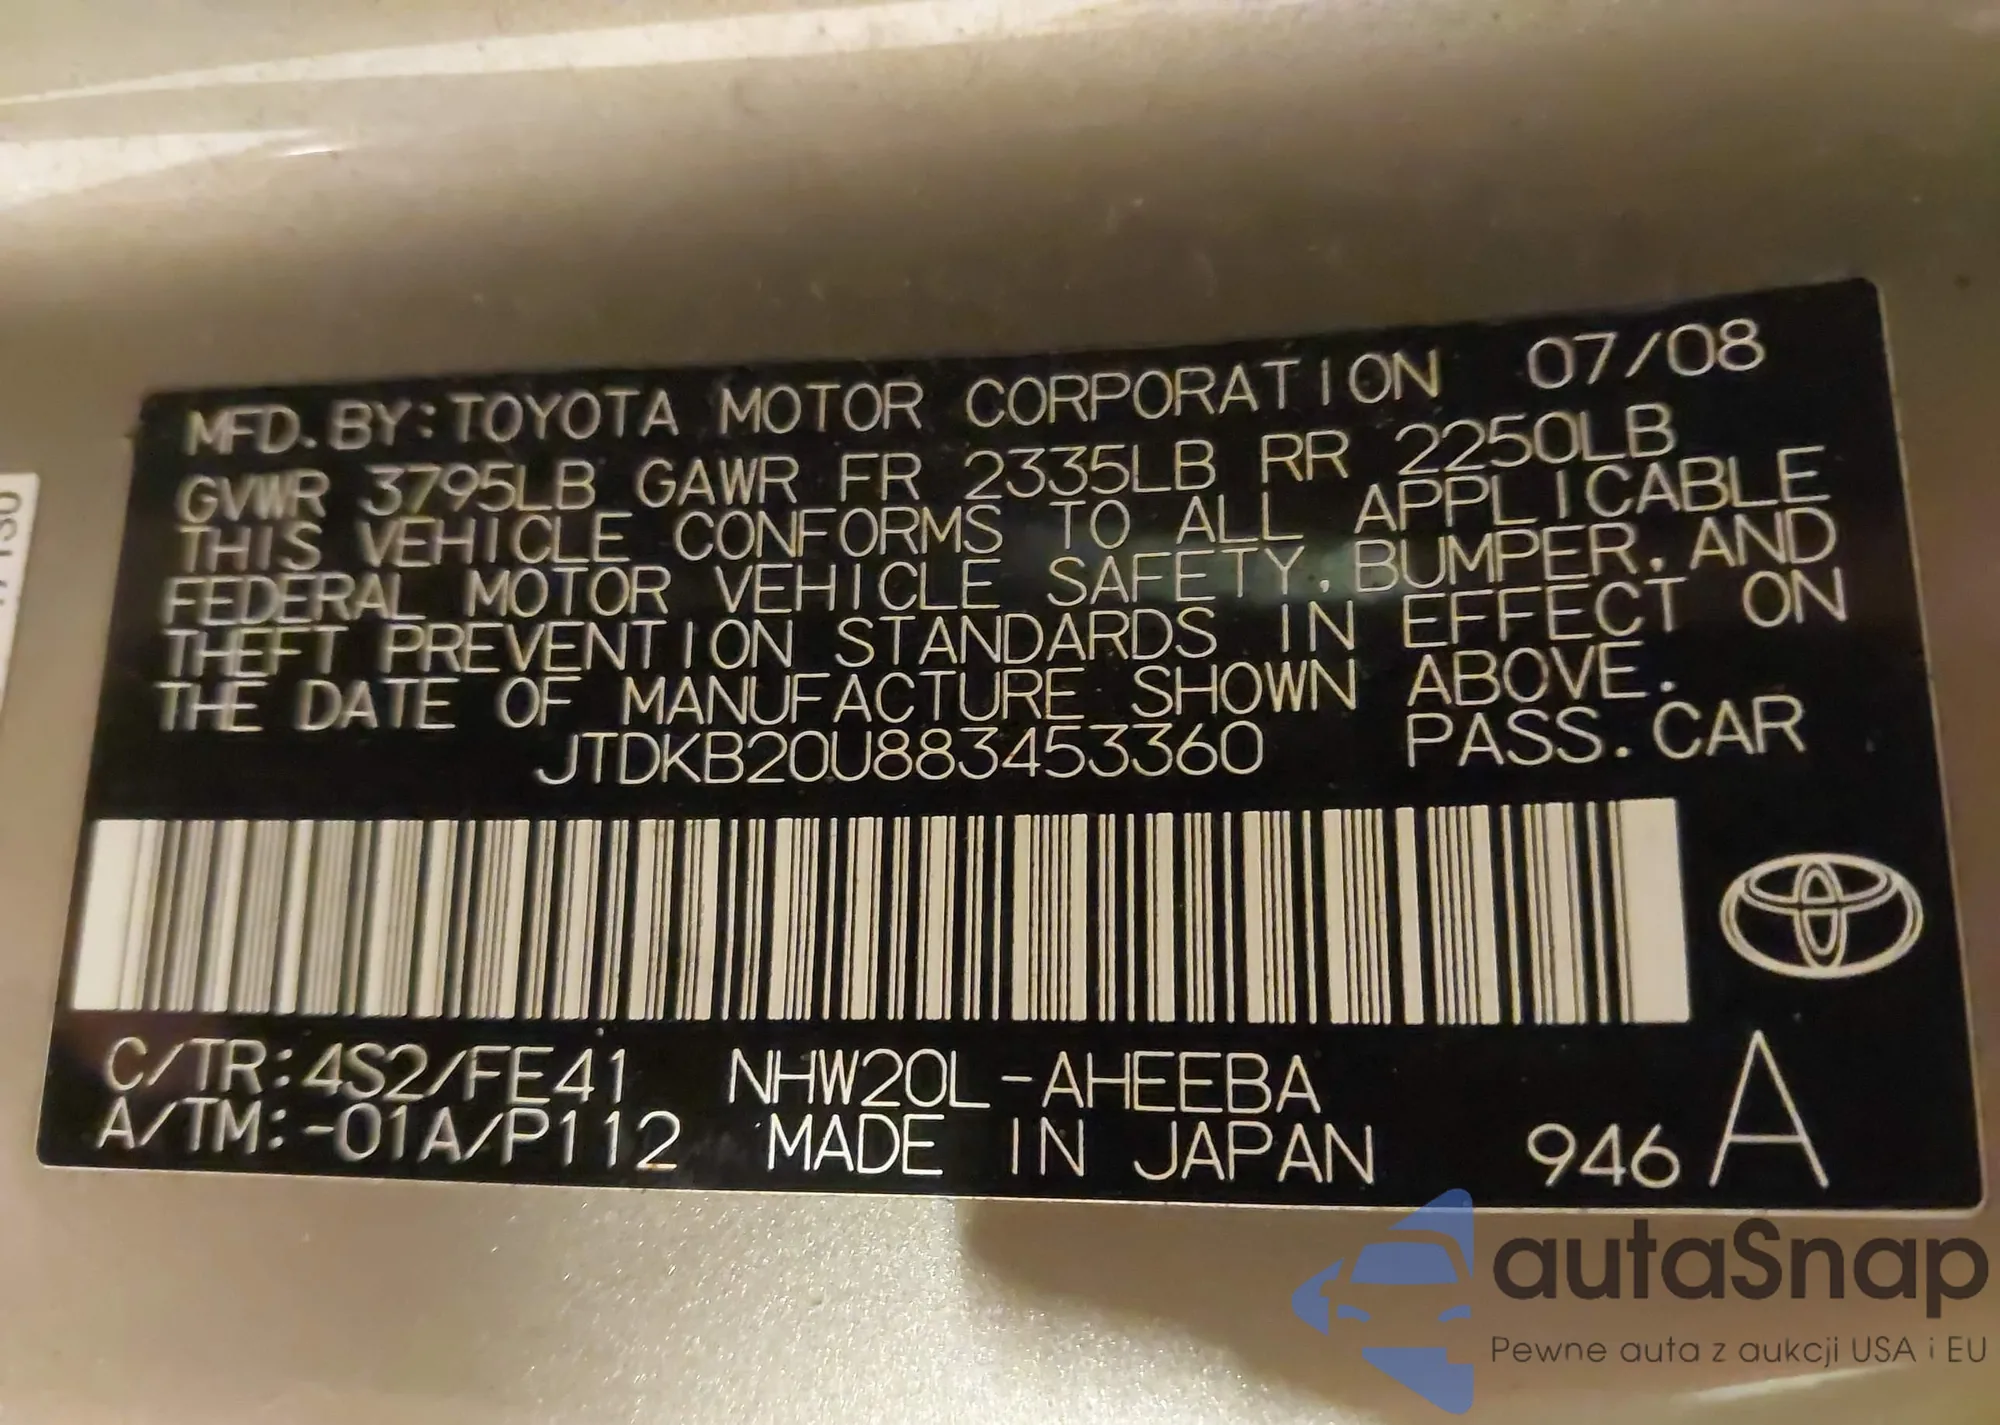 MFD. BY: TOYOTA MOTOR CORPORATION 07/08
GVWR 3795LB GAWR FR 2335LB RR 2250LB
THIS VEHICLE CONFORMS TO ALL APPLICABLE
FEDERAL MOTOR VEHICLE SAFETY, BUMPER, AND
THEFT PREVENTION STANDARDS IN EFFECT ON
THE DATE OF MANUFACTURE SHOWN ABOVE.
JTDKB20U883453360 PASS. CAR
C/TR: 4S2/FE41 NHW20L-AHEEBA
A/TM: -01A/P112 MADE IN JAPAN 946 A
autaSnap
Pewne auta z aukcji USA i EU